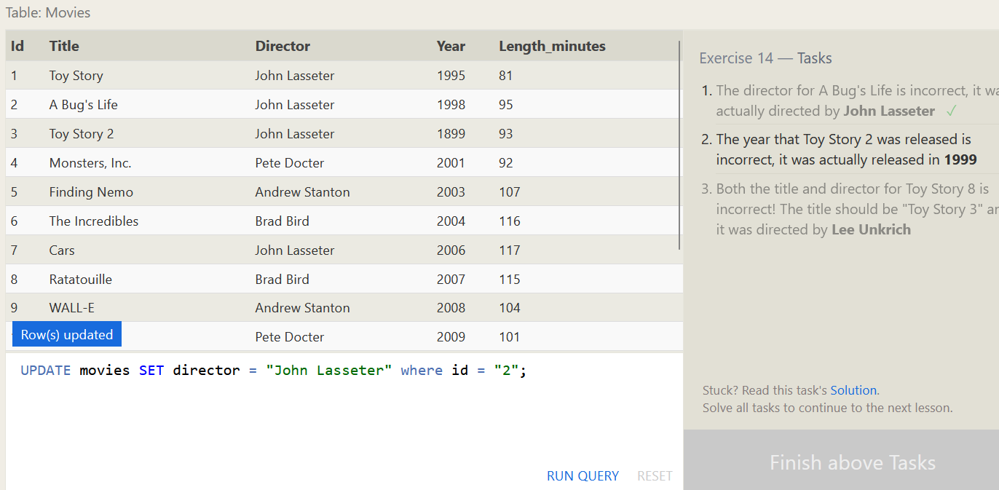 Table: Movies
Id Title Director Year Length_minutes
1 Toy Story John Lasseter 1995 81
2 A Bug's Life John Lasseter 1998 95
3 Toy Story 2 John Lasseter 1899 93
4 Monsters, Inc. Pete Docter 2001 92
5 Finding Nemo Andrew Stanton 2003 107
6 The Incredibles Brad Bird 2004 116
7 Cars John Lasseter 2006 117
8 Ratatouille Brad Bird 2007 115
9 WALL-E Andrew Stanton 2008 104
Row(s) updated Pete Docter 2009 101
UPDATE movies SET director = "John Lasseter" where id = "2";
RUN QUERY RESET
Exercise 14 — Tasks
1. The director for A Bug's Life is incorrect, it
actually directed by John Lasseter ✓
2. The year that Toy Story 2 was released is
incorrect, it was actually released in 1999
3. Both the title and director for Toy Story 8 is
incorrect! The title should be "Toy Story 3"
it was directed by Lee Unkrich
Stuck? Read this task's Solution.
Solve all tasks to continue to the next lesson.
Finish above Tasks